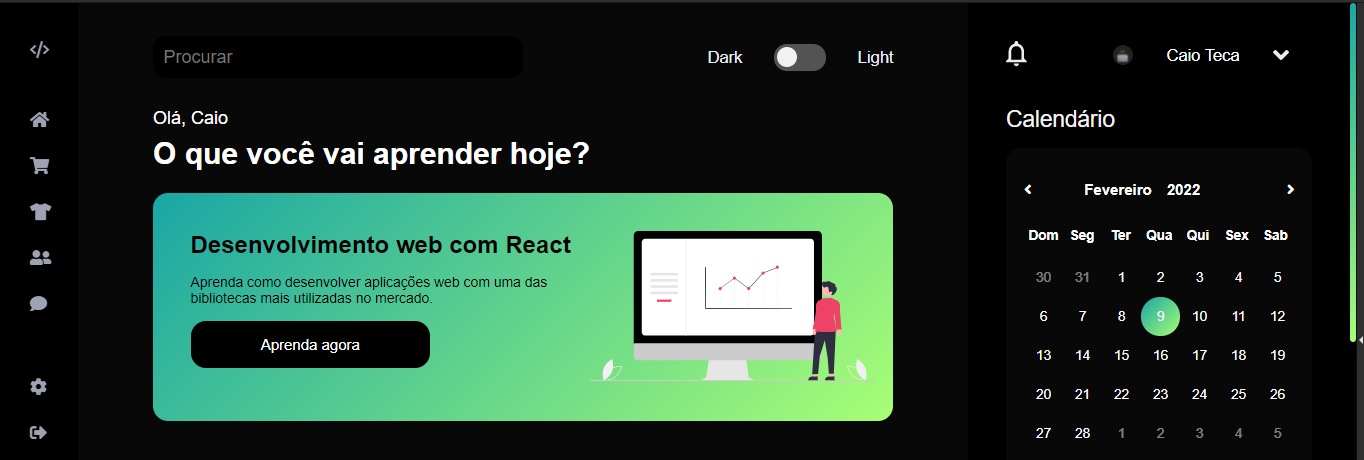 Procurar
Dark
Light
Olá, Caio
O que você vai aprender hoje?
Desenvolvimento web com React
Aprenda como desenvolver aplicações web com uma das
bibliotecas mais utilizadas no mercado.
Aprenda agora
Caio Teca
Calendário
Fevereiro 2022
Dom Seg Ter Qua Qui Sex Sab
30 31 1 2 3 4 5
6 7 8 9 10 11 12
13 14 15 16 17 18 19
20 21 22 23 24 25 26
27 28 1 2 3 4 5